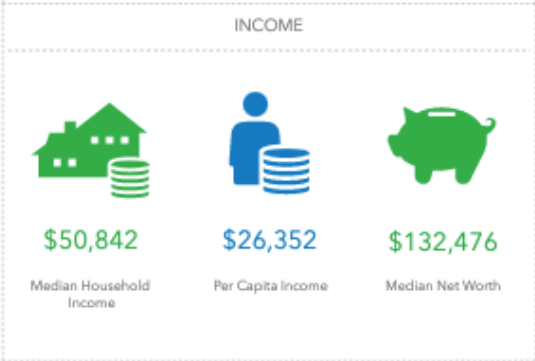 INCOME
$50,842
$26,352
$132,476
Median Household
Income
Per Capita Income
Median Net Worth